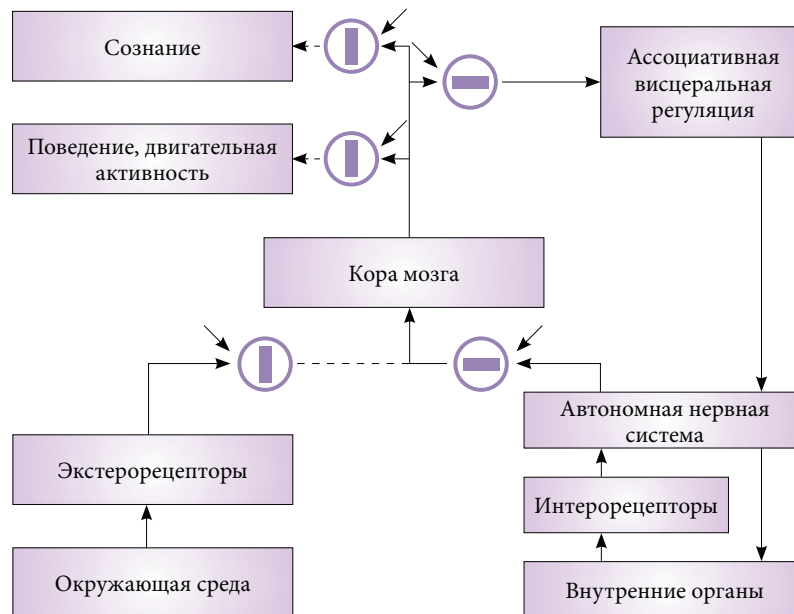 Сознание
Ассоциативная
висцеральная
регуляция
Поведение, двигательная
активность
Кора мозга
Автономная нервная
система
Экстерорецепторы
Интерорецепторы
Окружающая среда
Внутренние органы